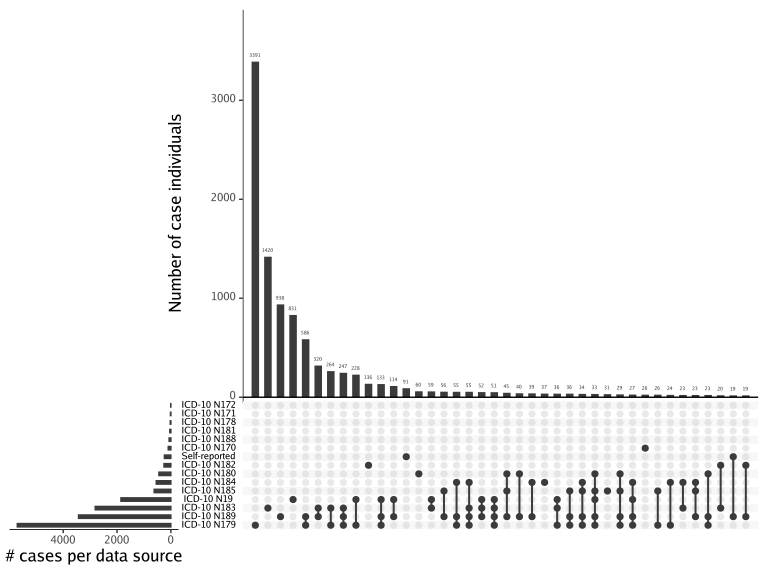 Number of case individuals
3000
2000
1000
0
3391
1420
938
831
586
320
264
247
228
136
133
114
91
60
59
56
55
55
52
51
45
40
39
37
36
36
34
33
31
29
27
26
26
24
23
23
23
20
19
19
ICD-10 N172
ICD-10 N171
ICD-10 N178
ICD-10 N181
ICD-10 N188
ICD-10 N170
Self-reported
ICD-10 N182
ICD-10 N180
ICD-10 N184
ICD-10 N185
ICD-10 N19
ICD-10 N183
ICD-10 N189
ICD-10 N179
4000
2000
0
# cases per data source